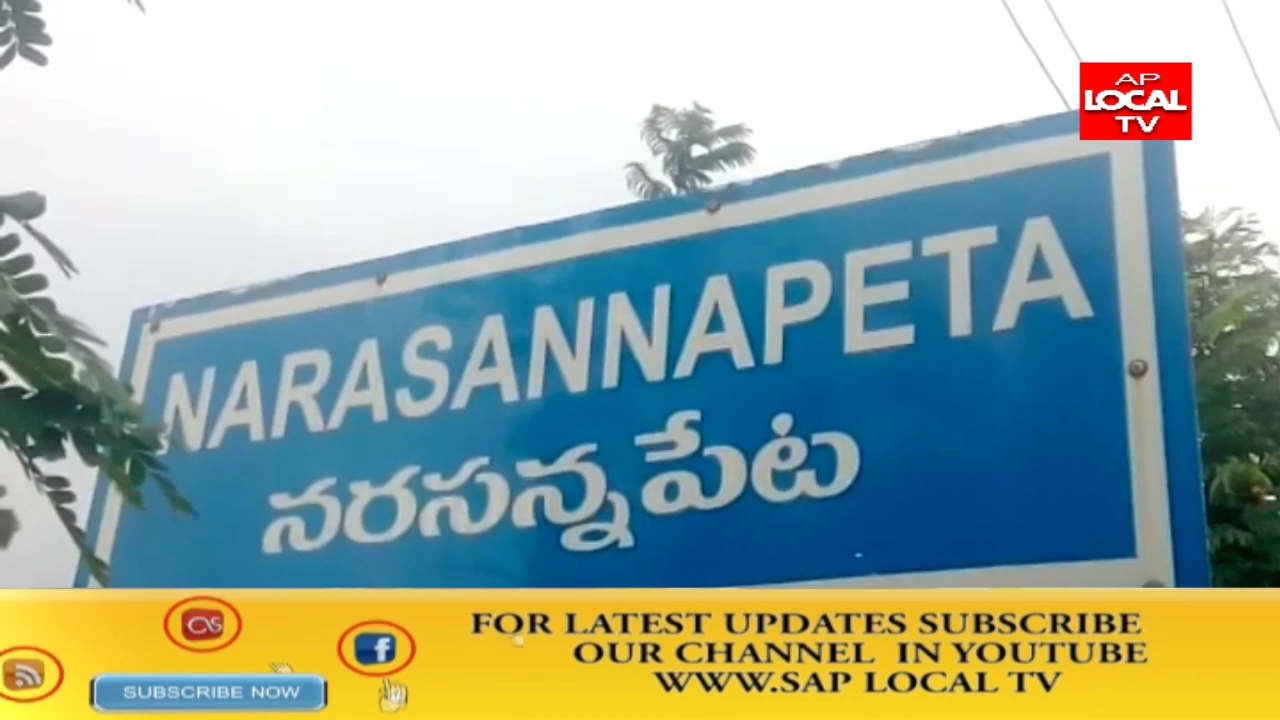 AP
LOCAL
TV
NARASANNAPETA
నరసన్నపేట
FOR LATEST UPDATES SUBSCRIBE
OUR CHANNEL IN YOUTUBE
WWW.SAP LOCAL TV
SUBSCRIBE NOW